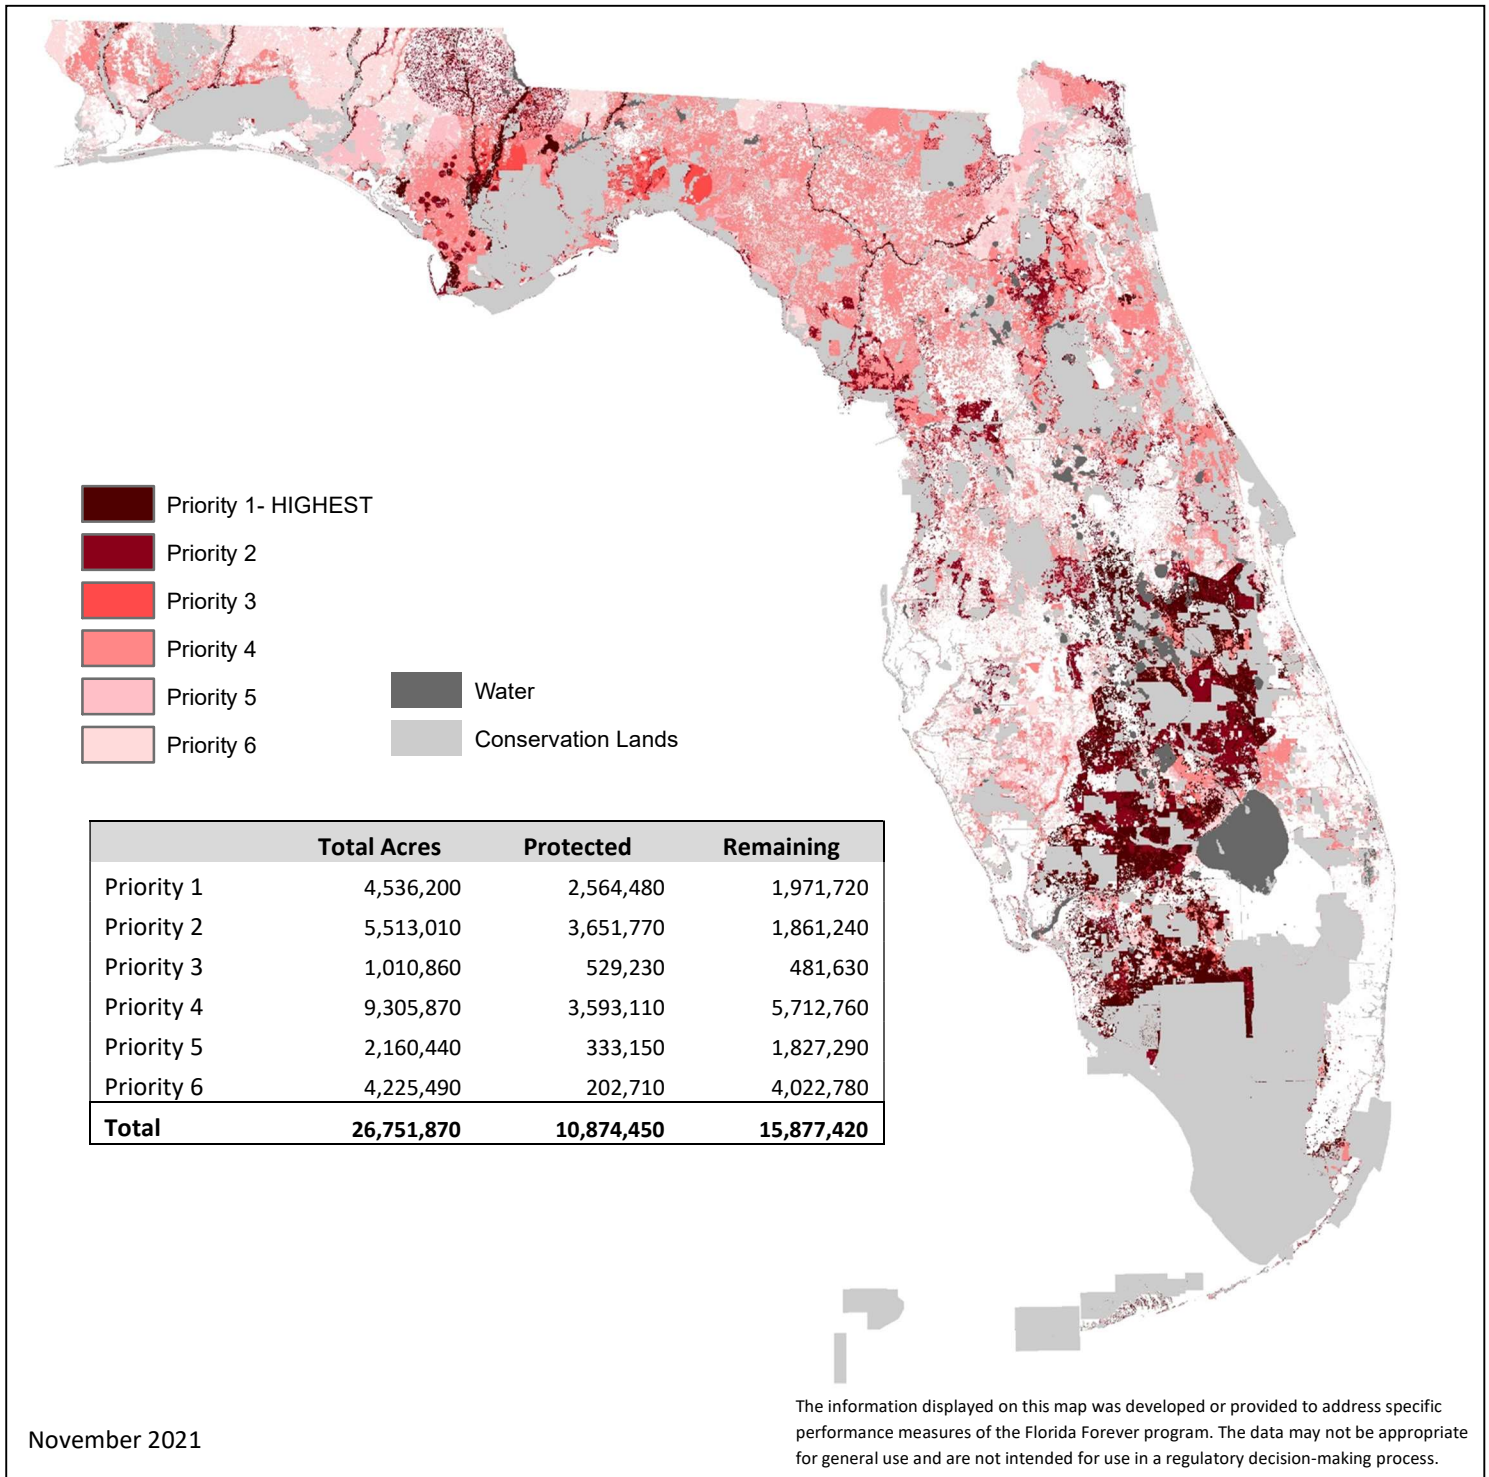 Priority 1- HIGHEST
Priority 2
Priority 3
Priority 4
Priority 5
Priority 6
Water
Conservation Lands
Total Acres Protected Remaining
Priority 1 4,536,200 2,564,480 1,971,720
Priority 2 5,513,010 3,651,770 1,861,240
Priority 3 1,010,860 529,230 481,630
Priority 4 9,305,870 3,593,110 5,712,760
Priority 5 2,160,440 333,150 1,827,290
Priority 6 4,225,490 202,710 4,022,780
Total 26,751,870 10,874,450 15,877,420
November 2021
The information displayed on this map was developed or provided to address specific
performance measures of the Florida Forever program. The data may not be appropriate
for general use and are not intended for use in a regulatory decision-making process.